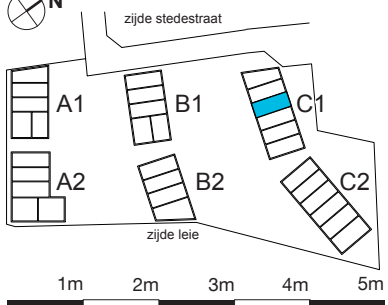 N
zijde stedestraat
A1
B1
C1
A2
B2
C2
zijde leie
1m 2m 3m 4m 5m